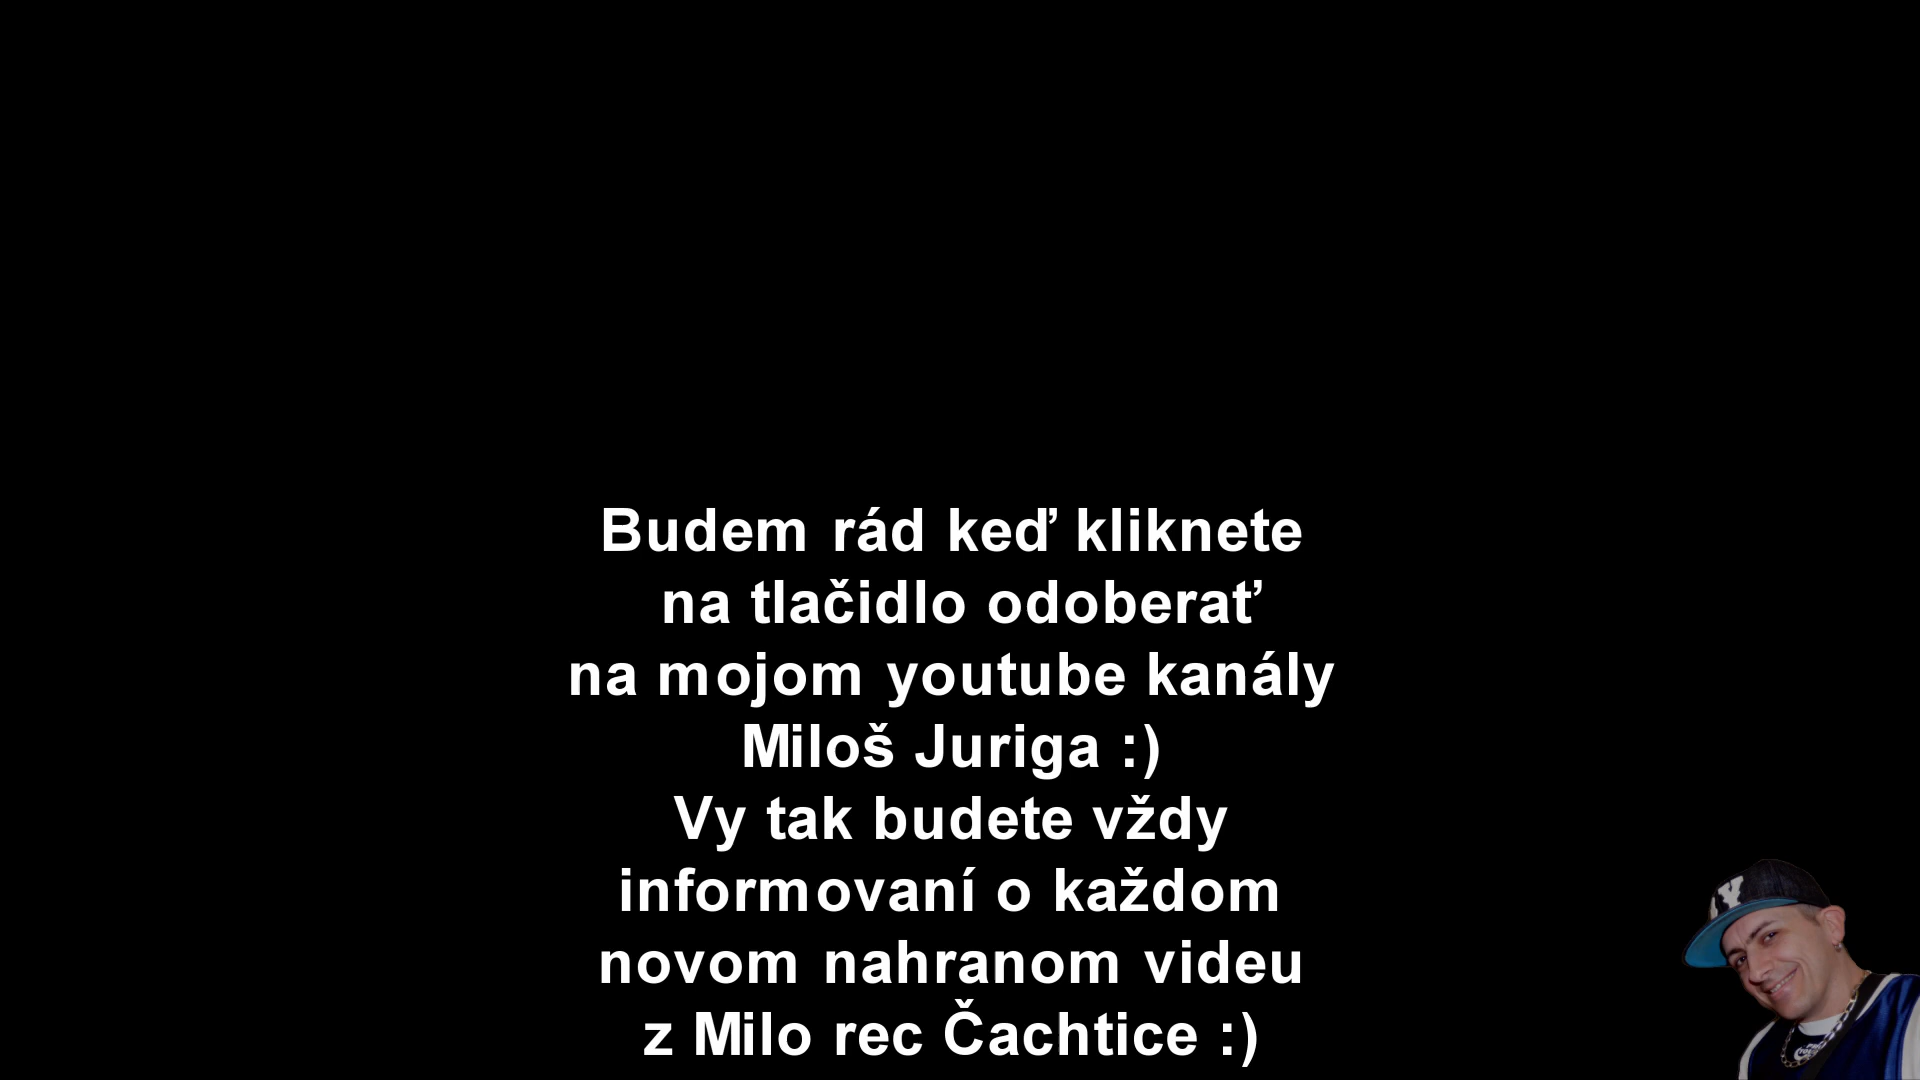 Budem rád keď kliknete
na tlačidlo odoberať
na mojom youtube kanály
Miloš Juriga :)
Vy tak budete vždy
informovaní o každom
novom nahranom videu
z Milo rec Čachtice :)